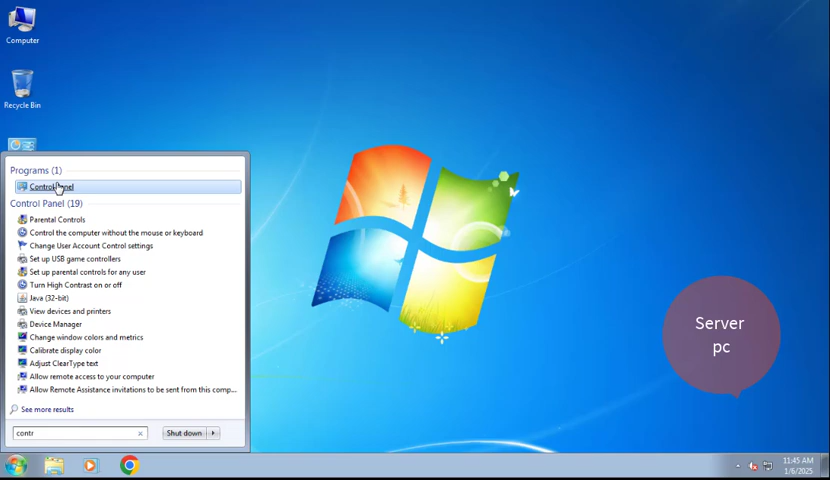 Computer
Recycle Bin
Programs (1)
Control Panel
Control Panel (19)
Parental Controls
Control the computer without the mouse or keyboard
Change User Account Control settings
Set up USB game controllers
Set up parental controls for any user
Turn High Contrast on or off
Java (32-bit)
View devices and printers
Device Manager
Change window colors and metrics
Calibrate display color
Adjust ClearType text
Allow remote access to your computer
Allow Remote Assistance invitations to be sent from this comp...
See more results
contr
Shut down
Server
pc
11:45 AM
1/6/2025